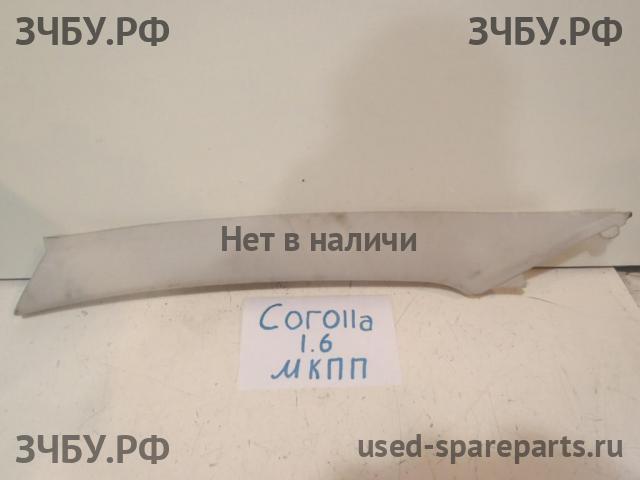 ЗЧБУ.РФ
ЗЧБУ.РФ
Нет в наличи
Corolla
1.6
МКПП
ЗЧБУ.РФ
used-spareparts.ru